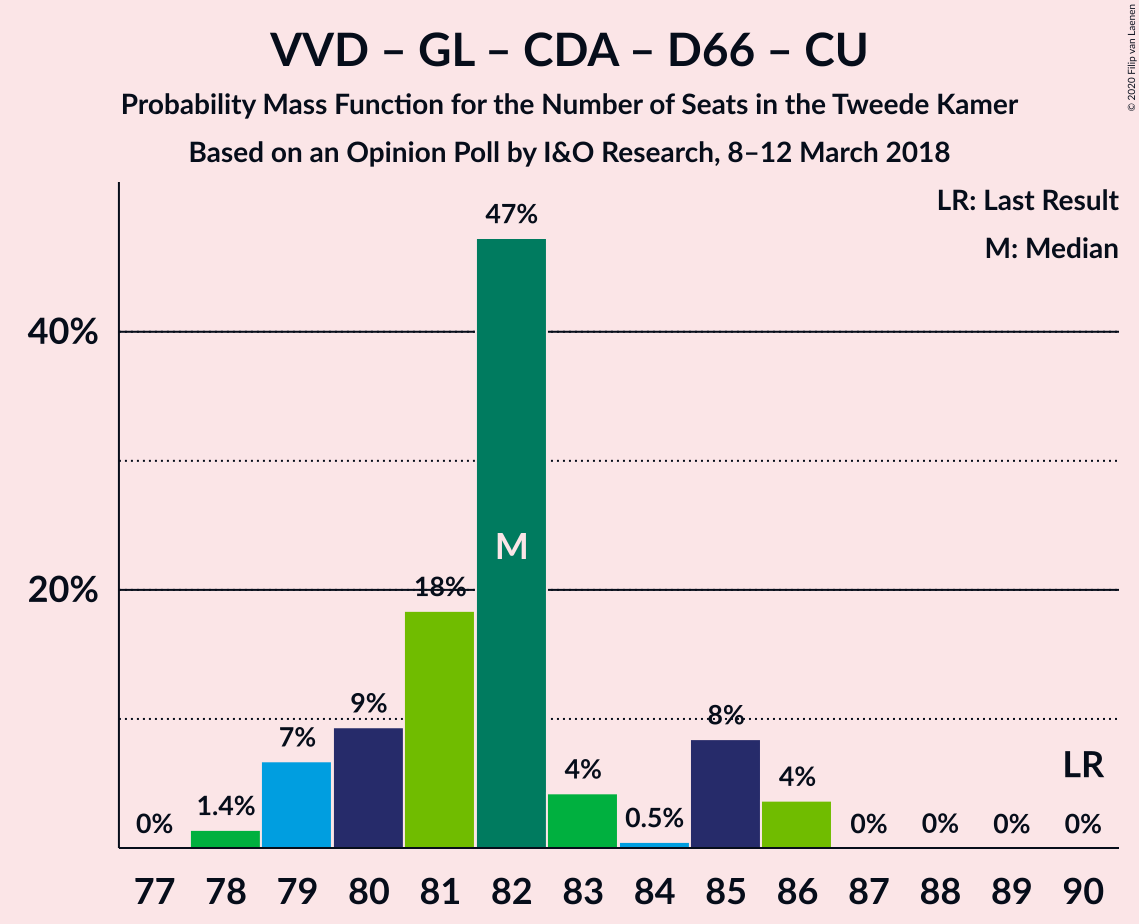 VVD – GL – CDA – D66 – CU
Probability Mass Function for the Number of Seats in the Tweede Kamer
Based on an Opinion Poll by I&O Research, 8–12 March 2018
© 2020 Filip van Laenen
LR: Last Result
M: Median
40%
20%
0%
1.4%
7%
9%
18%
47%
M
4%
0.5%
8%
4%
0%
0%
0%
LR
0%
77 78 79 80 81 82 83 84 85 86 87 88 89 90